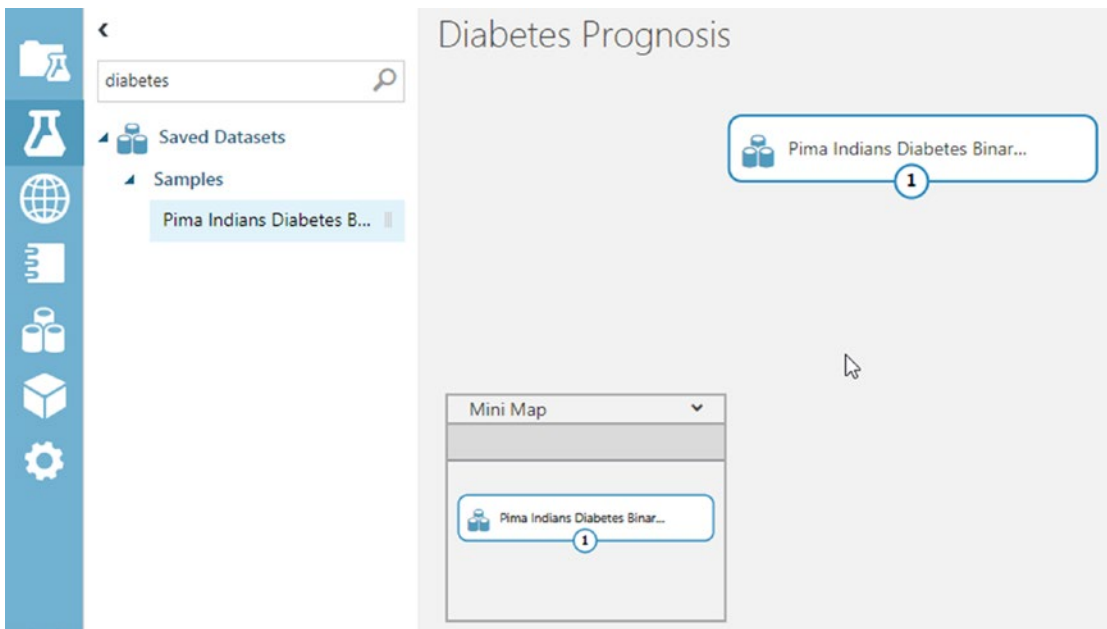 Diabetes Prognosis
diabetes
Saved Datasets
Samples
Pima Indians Diabetes B...
Pima Indians Diabetes Binar...
1
Mini Map
Pima Indians Diabetes Binar...
1